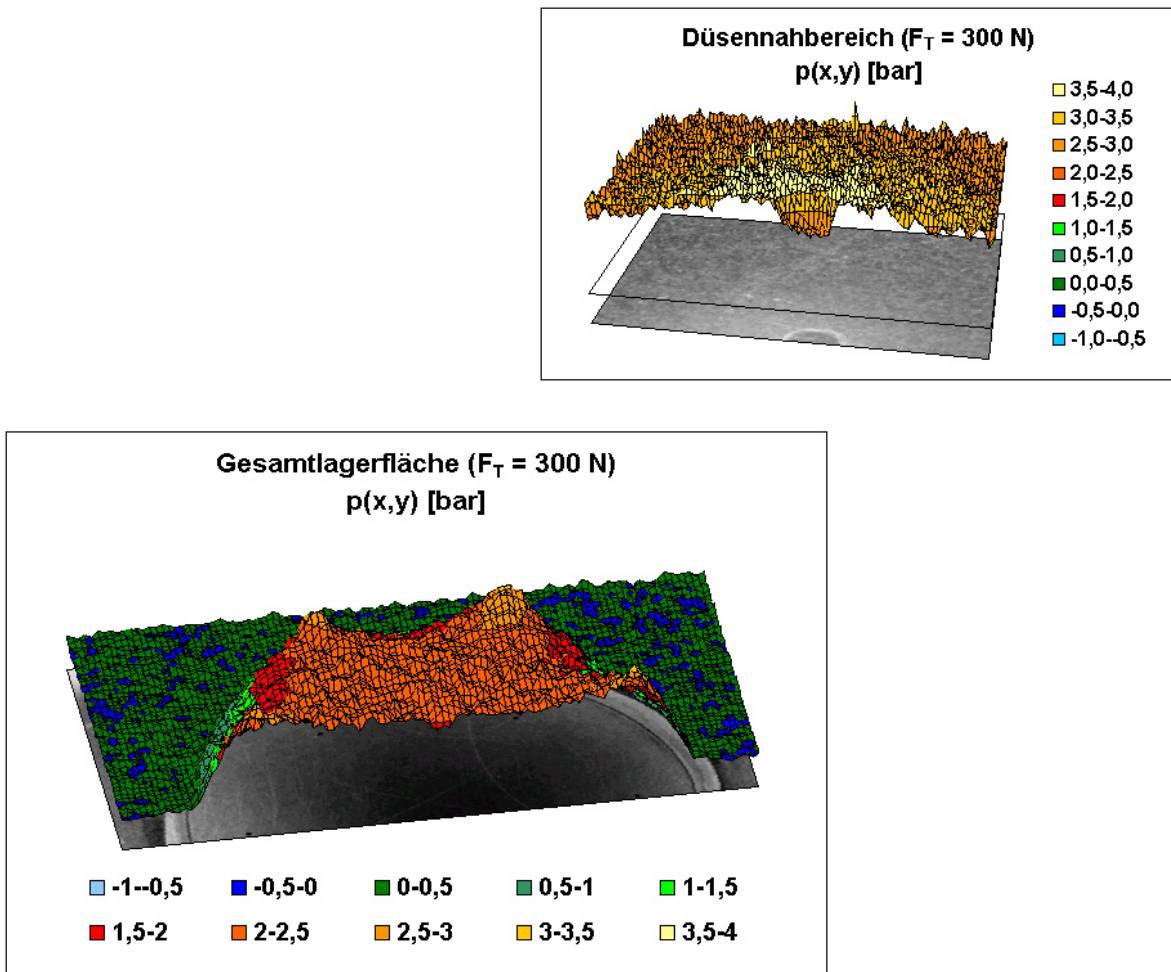 Düsennahbereich (F_T = 300 N)
p(x,y) [bar]
3,5-4,0
3,0-3,5
2,5-3,0
2,0-2,5
1,5-2,0
1,0-1,5
0,5-1,0
0,0-0,5
-0,5-0,0
-1,0--0,5
Gesamtlagerfläche (F_T = 300 N)
p(x,y) [bar]
-1--0,5 -0,5-0 0-0,5 0,5-1 1-1,5
1,5-2 2-2,5 2,5-3 3-3,5 3,5-4